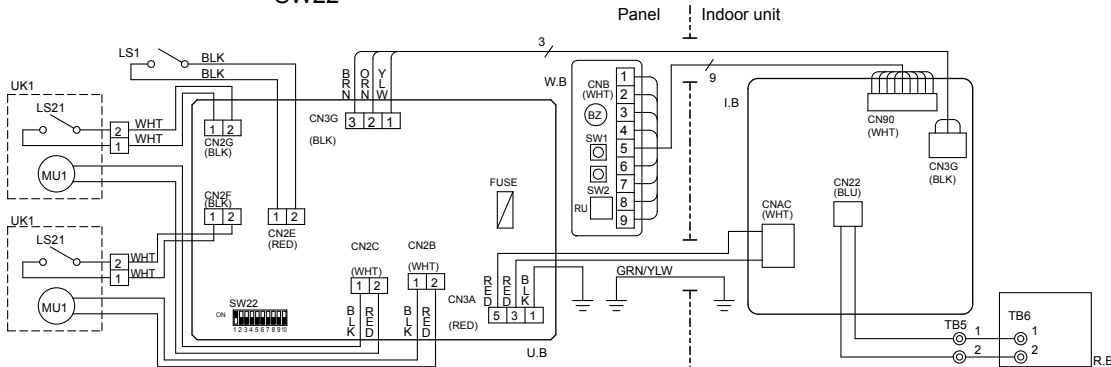 SW22
Panel
Indoor unit
LS1
BLK
BLK
3
9
UK1
LS21
MU1
2
1
WHT
WHT
1 2
CN2G
(BLK)
BRN
ORN
YLW
CN3G
3 2 1
(BLK)
W.B
CNB
(WHT)
BZ
SW1
SW2
RU
1
2
3
4
5
6
7
8
9
I.B
CN90
(WHT)
CN3G
(BLK)
CN22
(BLU)
CNAC
(WHT)
FUSE
CN2F
(BLK)
1 2
1 2
CN2E
(RED)
UK1
LS21
MU1
2
1
WHT
WHT
CN2C
(WHT)
1 2
CN2B
(WHT)
1 2
BLK
RED
BLK
RED
CN3A
(RED)
RED
RED
BLK
5 3 1
GRN/YLW
SW22
ON
1 2 3 4 5 6 7 8 9 10
U.B
TB5
1
2
TB6
1
2
R.B